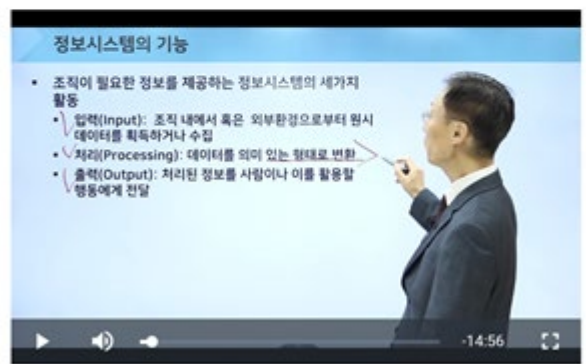 정보시스템의 기능
• 조직이 필요한 정보를 제공하는 정보시스템의 세가지
활동
• 입력(Input): 조직 내에서 혹은 외부환경으로부터 원시
데이터를 획득하거나 수집
• 처리(Processing): 데이터를 의미 있는 형태로 변환
• 출력(Output): 처리된 정보를 사람이나 이를 활용할
행동에게 전달
-14:56